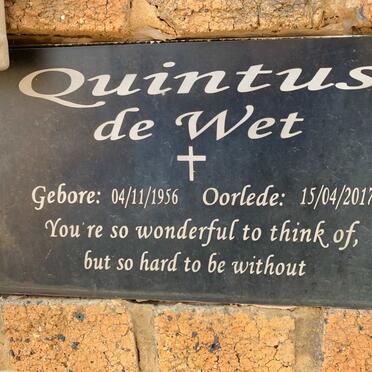 Quintus
de Wet
Gebore: 04/11/1956 Oorlede: 15/04/2017
You're so wonderful to think of,
but so hard to be without